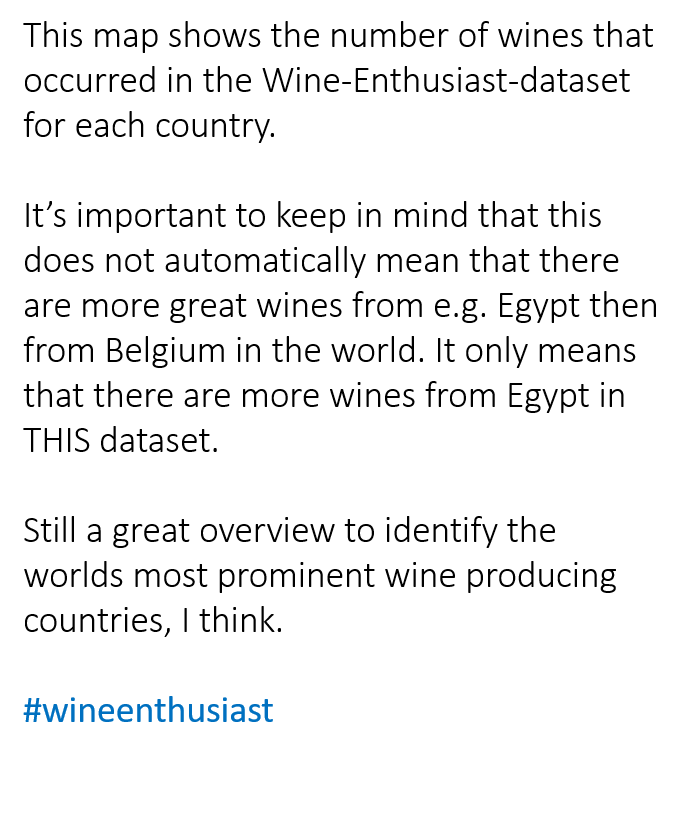 This map shows the number of wines that
occurred in the Wine-Enthusiast-dataset
for each country.
It’s important to keep in mind that this
does not automatically mean that there
are more great wines from e.g. Egypt then
from Belgium in the world. It only means
that there are more wines from Egypt in
THIS dataset.
Still a great overview to identify the
worlds most prominent wine producing
countries, I think.
#wineenthusiast